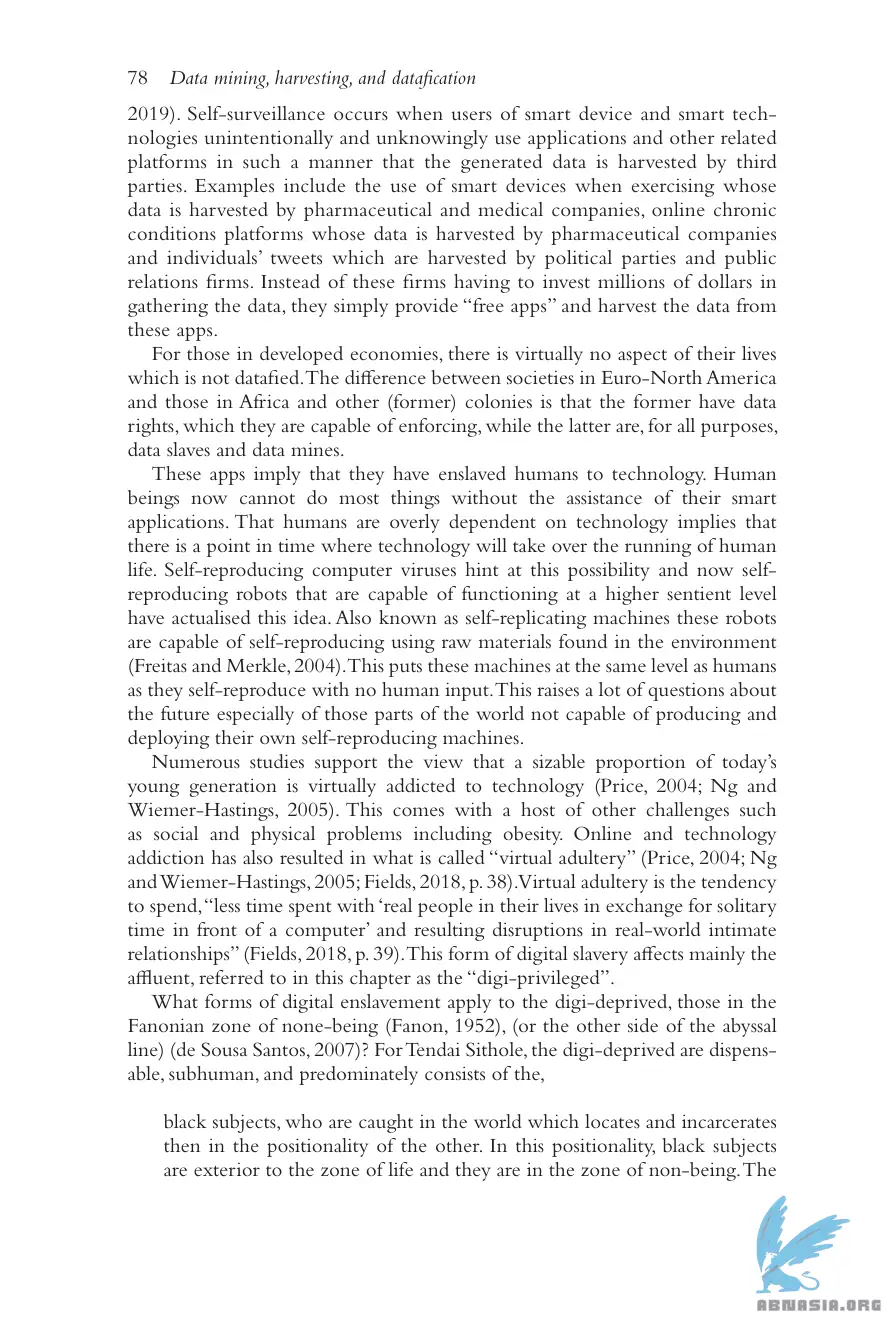 78 Data mining, harvesting, and datafication
2019). Self-surveillance occurs when users of smart device and smart tech-
nologies unintentionally and unknowingly use applications and other related
platforms in such a manner that the generated data is harvested by third
parties. Examples include the use of smart devices when exercising whose
data is harvested by pharmaceutical and medical companies, online chronic
conditions platforms whose data is harvested by pharmaceutical companies
and individuals’ tweets which are harvested by political parties and public
relations firms. Instead of these firms having to invest millions of dollars in
gathering the data, they simply provide “free apps” and harvest the data from
these apps.
For those in developed economies, there is virtually no aspect of their lives
which is not datafied. The difference between societies in Euro-North America
and those in Africa and other (former) colonies is that the former have data
rights, which they are capable of enforcing, while the latter are, for all purposes,
data slaves and data mines.
These apps imply that they have enslaved humans to technology. Human
beings now cannot do most things without the assistance of their smart
applications. That humans are overly dependent on technology implies that
there is a point in time where technology will take over the running of human
life. Self-reproducing computer viruses hint at this possibility and now self-
reproducing robots that are capable of functioning at a higher sentient level
have actualised this idea. Also known as self-replicating machines these robots
are capable of self-reproducing using raw materials found in the environment
(Freitas and Merkle, 2004). This puts these machines at the same level as humans
as they self-reproduce with no human input. This raises a lot of questions about
the future especially of those parts of the world not capable of producing and
deploying their own self-reproducing machines.
Numerous studies support the view that a sizable proportion of today’s
young generation is virtually addicted to technology (Price, 2004; Ng and
Wiemer-Hastings, 2005). This comes with a host of other challenges such
as social and physical problems including obesity. Online and technology
addiction has also resulted in what is called “virtual adultery” (Price, 2004; Ng
and Wiemer-Hastings, 2005; Fields, 2018, p. 38). Virtual adultery is the tendency
to spend, “less time spent with ‘real people in their lives in exchange for solitary
time in front of a computer’ and resulting disruptions in real-world intimate
relationships” (Fields, 2018, p. 39). This form of digital slavery affects mainly the
affluent, referred to in this chapter as the “digi-privileged”.
What forms of digital enslavement apply to the digi-deprived, those in the
Fanonian zone of none-being (Fanon, 1952), (or the other side of the abyssal
line) (de Sousa Santos, 2007)? For Tendai Sithole, the digi-deprived are dispens-
able, subhuman, and predominately consists of the,
black subjects, who are caught in the world which locates and incarcerates
then in the positionality of the other. In this positionality, black subjects
are exterior to the zone of life and they are in the zone of non-being. The
ABNASIA.ORG